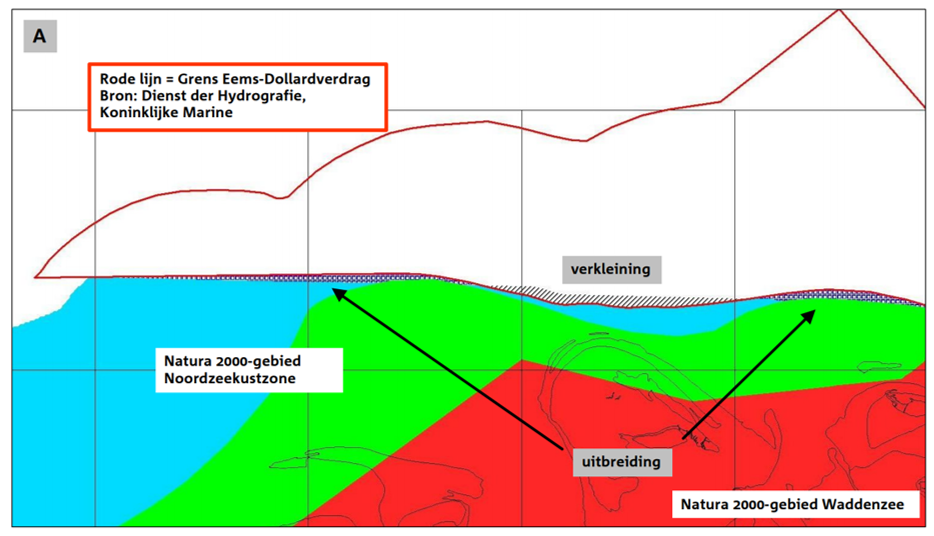 A
Rode lijn = Grens Eems-Dollardverdrag
Bron: Dienst der Hydrografie,
Koninklijke Marine
verkleining
Natura 2000-gebied
Noordzeekustzone
uitbreiding
Natura 2000-gebied Waddenzee